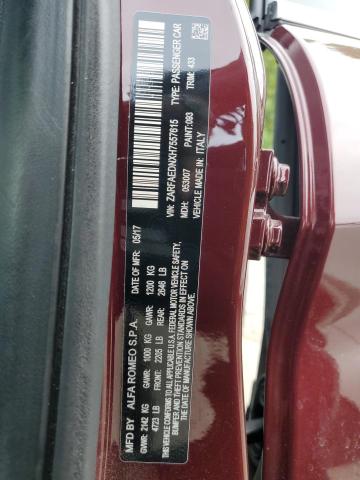 MFD BY ALFA ROMEO S.P.A. DATE OF MFR: 05/17
GVWR: 2142 KG GAWR: 1000 KG GAWR: 1200 KG
4723 LB FRONT: 2205 LB REAR: 2646 LB
THIS VEHICLE CONFORMS TO ALL APPLICABLE U.S.A. FEDERAL MOTOR VEHICLE SAFETY,
BUMPER AND THEFT PREVENTION STANDARDS IN EFFECT ON
THE DATE OF MANUFACTURE SHOWN ABOVE.
VIN: ZARFAEDNXH7557615 TYPE: PASSENGER CAR
MDH: 053007 PAINT: 093 TRIM: 433
VEHICLE MADE IN: ITALY